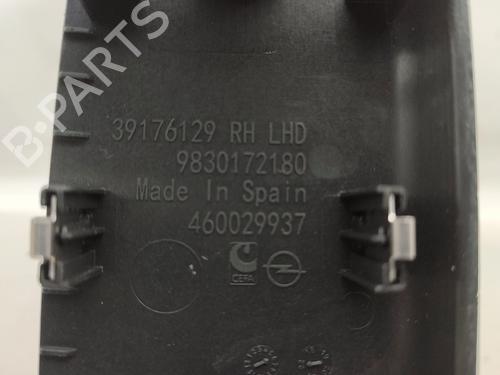 B-PARTS
39176129 RH LHD
9830172180
Made In Spain
460029937
CEFA